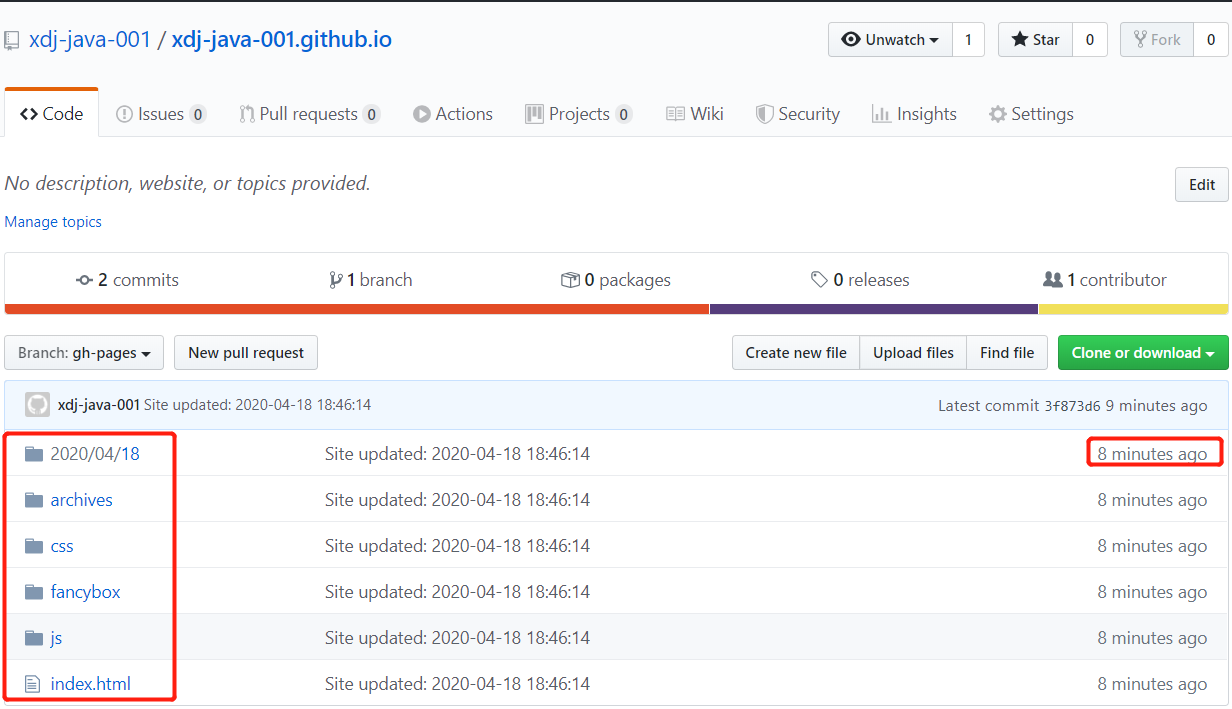 xdj-java-001 / xdj-java-001.github.io Unwatch 1 Star 0 Fork 0
Code Issues 0 Pull requests 0 Actions Projects 0 Wiki Security Insights Settings
No description, website, or topics provided. Edit
Manage topics
2 commits 1 branch 0 packages 0 releases 1 contributor
Branch: gh-pages New pull request Create new file Upload files Find file Clone or download
xdj-java-001 Site updated: 2020-04-18 18:46:14 Latest commit 3f873d6 9 minutes ago
2020/04/18 Site updated: 2020-04-18 18:46:14 8 minutes ago
archives Site updated: 2020-04-18 18:46:14 8 minutes ago
css Site updated: 2020-04-18 18:46:14 8 minutes ago
fancybox Site updated: 2020-04-18 18:46:14 8 minutes ago
js Site updated: 2020-04-18 18:46:14 8 minutes ago
index.html Site updated: 2020-04-18 18:46:14 8 minutes ago